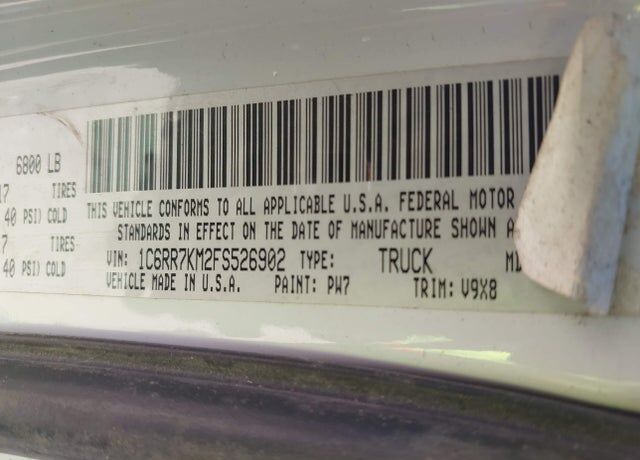 6800 LB
17 TIRES
40 PSI) COLD
7 TIRES
40 PSI) COLD
THIS VEHICLE CONFORMS TO ALL APPLICABLE U.S.A. FEDERAL MOTOR
STANDARDS IN EFFECT ON THE DATE OF MANUFACTURE SHOWN A
VIN: 1C6RR7KM2FS526902 TYPE: TRUCK
VEHICLE MADE IN U.S.A. PAINT: PW7 TRIM: V9X8